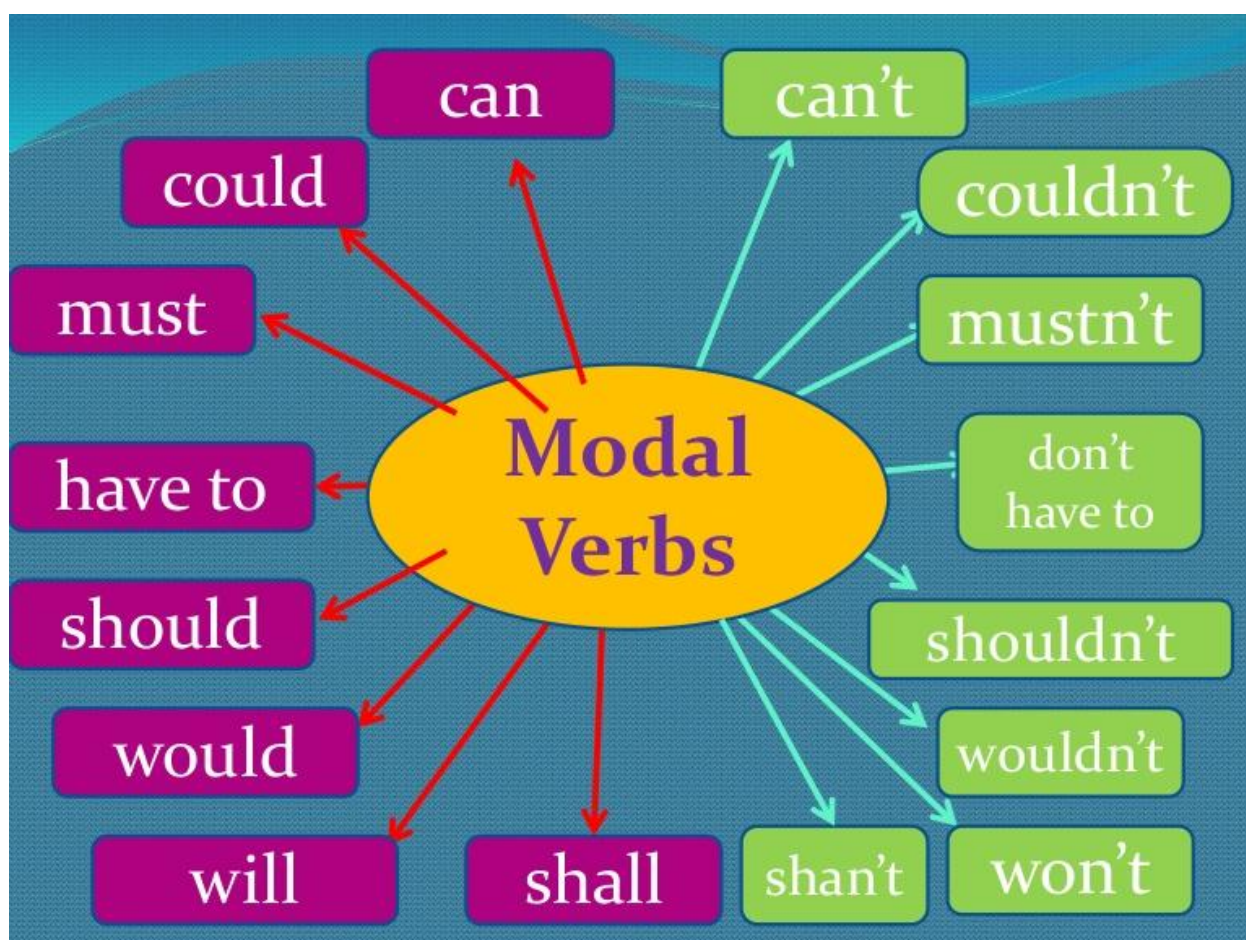 can
can't
could
couldn't
must
mustn't
Modal
Verbs
have to
don't
have to
should
shouldn't
would
wouldn't
will
shall
shan't
won't